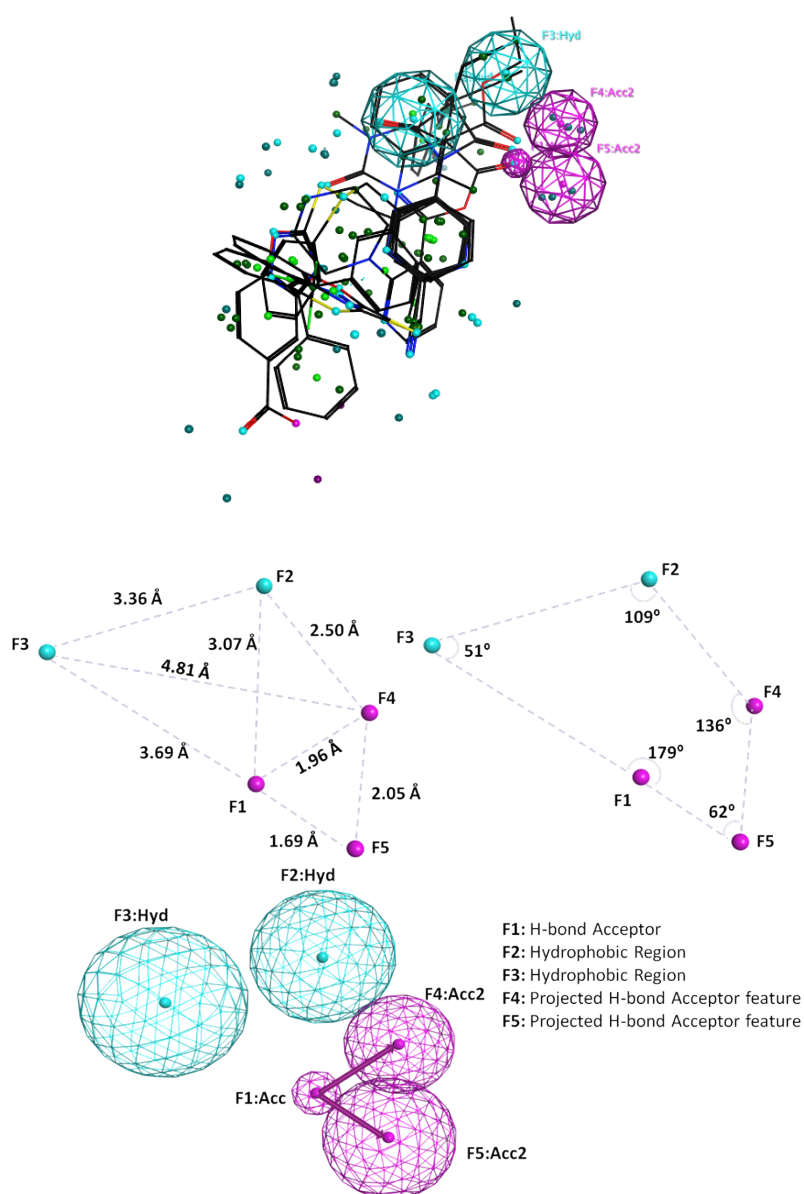 F3:Hyd
F4:Acc2
F5:Acc2
F2
F2
3.36 Å
2.50 Å
109°
F3
3.07 Å
F3
51°
4.81 Å
F4
F4
136°
3.69 Å
1.96 Å
179°
2.05 Å
F1
F1
62°
1.69 Å
F5
F5
F2:Hyd
F3:Hyd
F4:Acc2
F1:Acc
F5:Acc2
F1: H-bond Acceptor
F2: Hydrophobic Region
F3: Hydrophobic Region
F4: Projected H-bond Acceptor feature
F5: Projected H-bond Acceptor feature